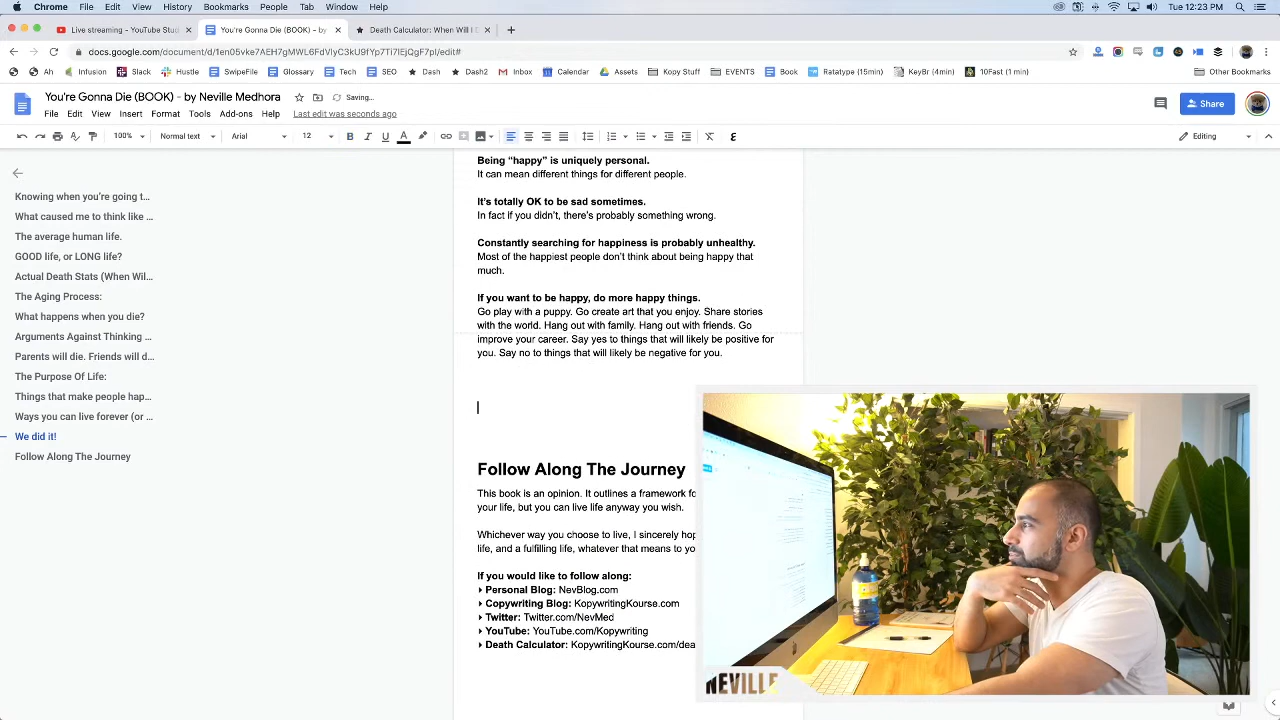 Chrome File Edit View History Bookmarks People Tab Window Help
Tue 12:23 PM
Live streaming - YouTube Stud
You're Gonna Die (BOOK) - by
Death Calculator: When Will I D
Ah Infusion Slack Hustle SwipeFile Glossary Tech SEO Dash Dash2 Inbox Calendar Assets Kopy Stuff EVENTS Book Ratatype (15min) KeyBr (4min) 10Fast (1 min) Other Bookmarks
You're Gonna Die (BOOK) - by Neville Medhora
Saving...
File Edit View Insert Format Tools Add-ons Help Last edit was seconds ago
Share
100% Normal text Arial 12 B I U A Editing
Knowing when you're going t...
What caused me to think like ...
The average human life.
GOOD life, or LONG life?
Actual Death Stats (When Wil...
The Aging Process:
What happens when you die?
Arguments Against Thinking ...
Parents will die. Friends will d...
The Purpose Of Life:
Things that make people hap...
Ways you can live forever (or ...
We did it!
Follow Along The Journey
Being “happy” is uniquely personal.
It can mean different things for different people.
It’s totally OK to be sad sometimes.
In fact if you didn’t, there’s probably something wrong.
Constantly searching for happiness is probably unhealthy.
Most of the happiest people don’t think about being happy that
much.
If you want to be happy, do more happy things.
Go play with a puppy. Go create art that you enjoy. Share stories
with the world. Hang out with family. Hang out with friends. Go
improve your career. Say yes to things that will likely be positive for
you. Say no to things that will likely be negative for you.
Follow Along The Journey
This book is an opinion. It outlines a framework fo
your life, but you can live life anyway you wish.
Whichever way you choose to live, I sincerely hop
life, and a fulfilling life, whatever that means to yo
If you would like to follow along:
Personal Blog: NevBlog.com
Copywriting Blog: KopywritingKourse.com
Twitter: Twitter.com/NevMed
YouTube: YouTube.com/Kopywriting
Death Calculator: KopywritingKourse.com/dea
NEVILLE